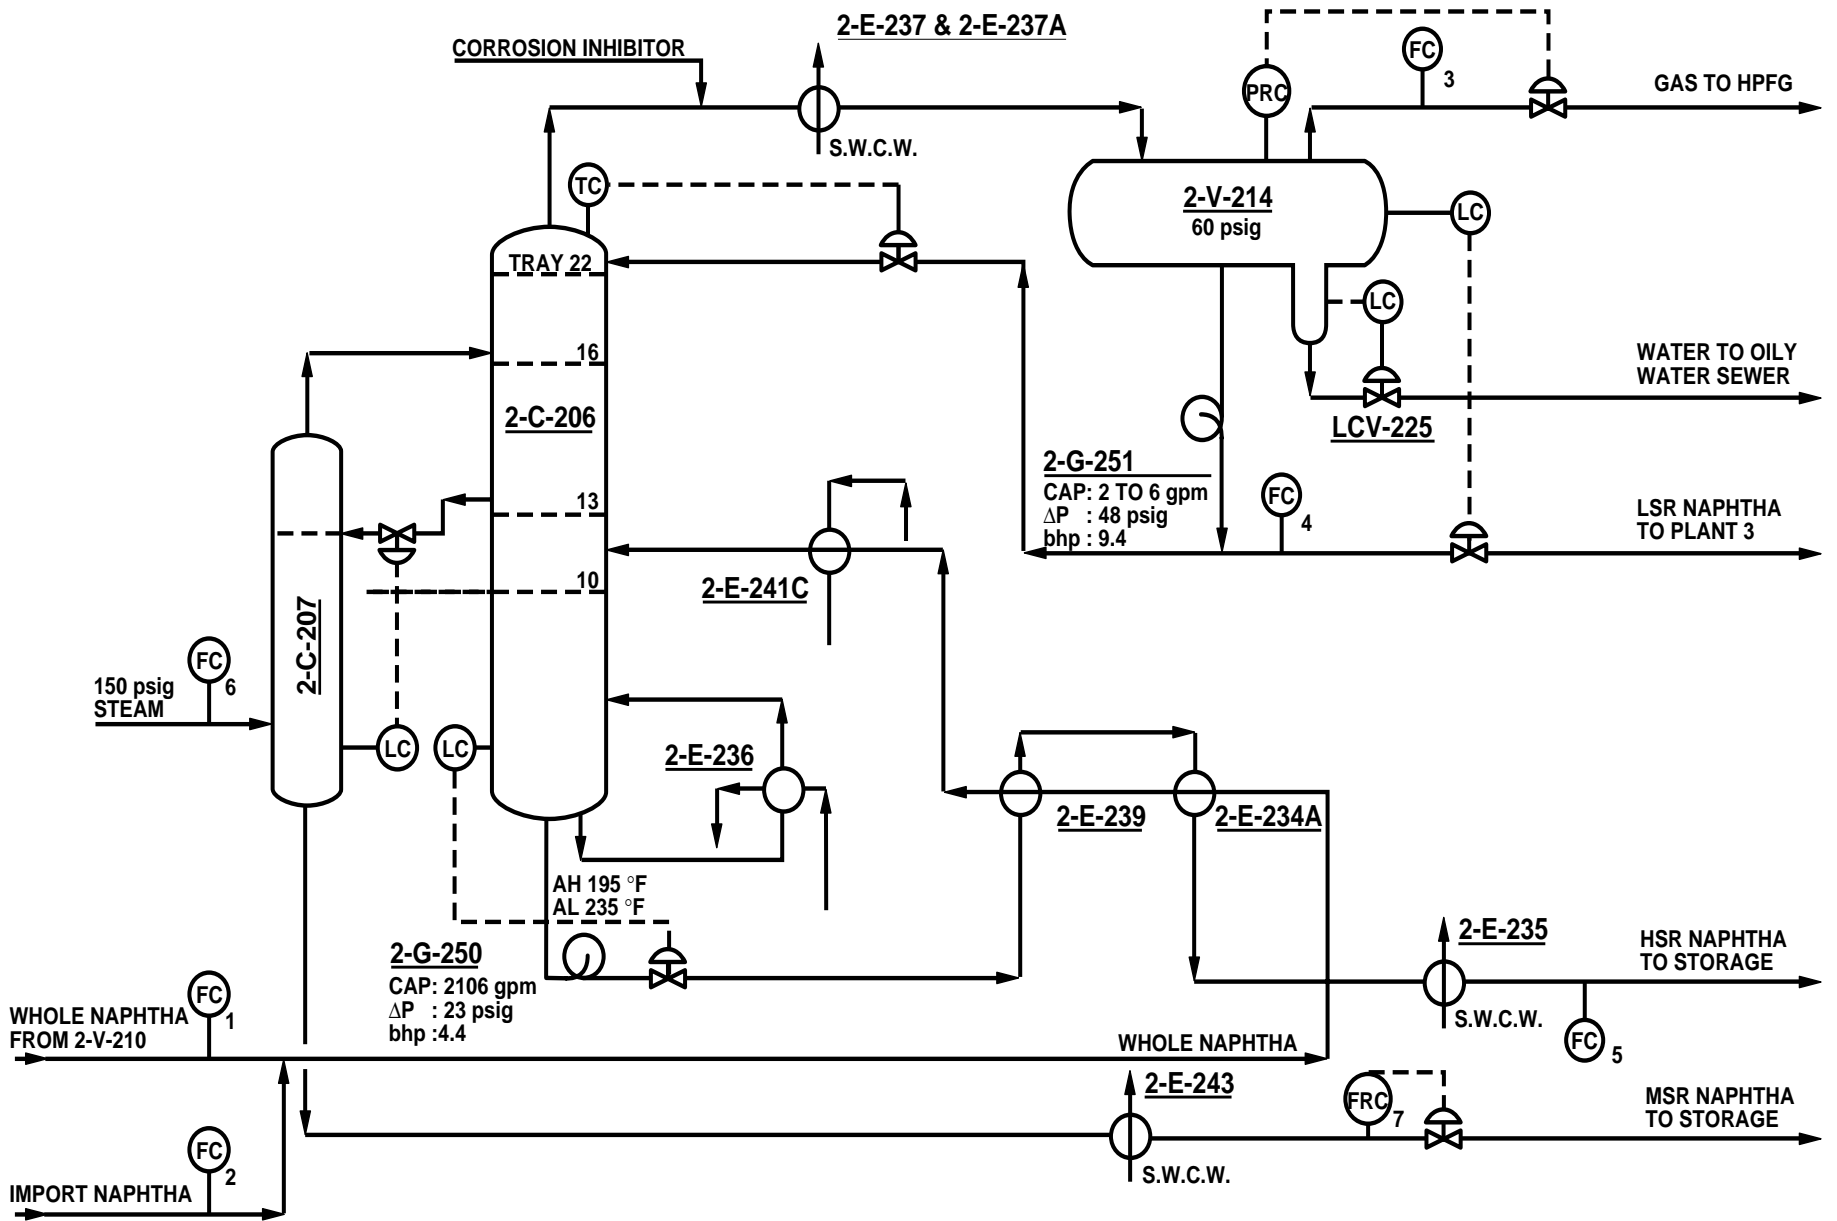 2-E-237 & 2-E-237A
CORROSION INHIBITOR
FC
3
GAS TO HPFG
PRC
S.W.C.W.
TC
2-V-214
60 psig
LC
TRAY 22
LC
16
WATER TO OILY
WATER SEWER
2-C-206
LCV-225
2-G-251
CAP: 2 TO 6 gpm
ΔP : 48 psig
bhp : 9.4
FC
4
LSR NAPHTHA
TO PLANT 3
13
10
2-E-241C
2-C-207
FC
6
150 psig
STEAM
LC
LC
2-E-236
2-E-239
2-E-234A
AH 195 °F
AL 235 °F
2-G-250
CAP: 2106 gpm
ΔP : 23 psig
bhp :4.4
2-E-235
HSR NAPHTHA
TO STORAGE
S.W.C.W.
FC
5
FC
1
WHOLE NAPHTHA
FROM 2-V-210
WHOLE NAPHTHA
2-E-243
FRC
7
MSR NAPHTHA
TO STORAGE
S.W.C.W.
FC
2
IMPORT NAPHTHA